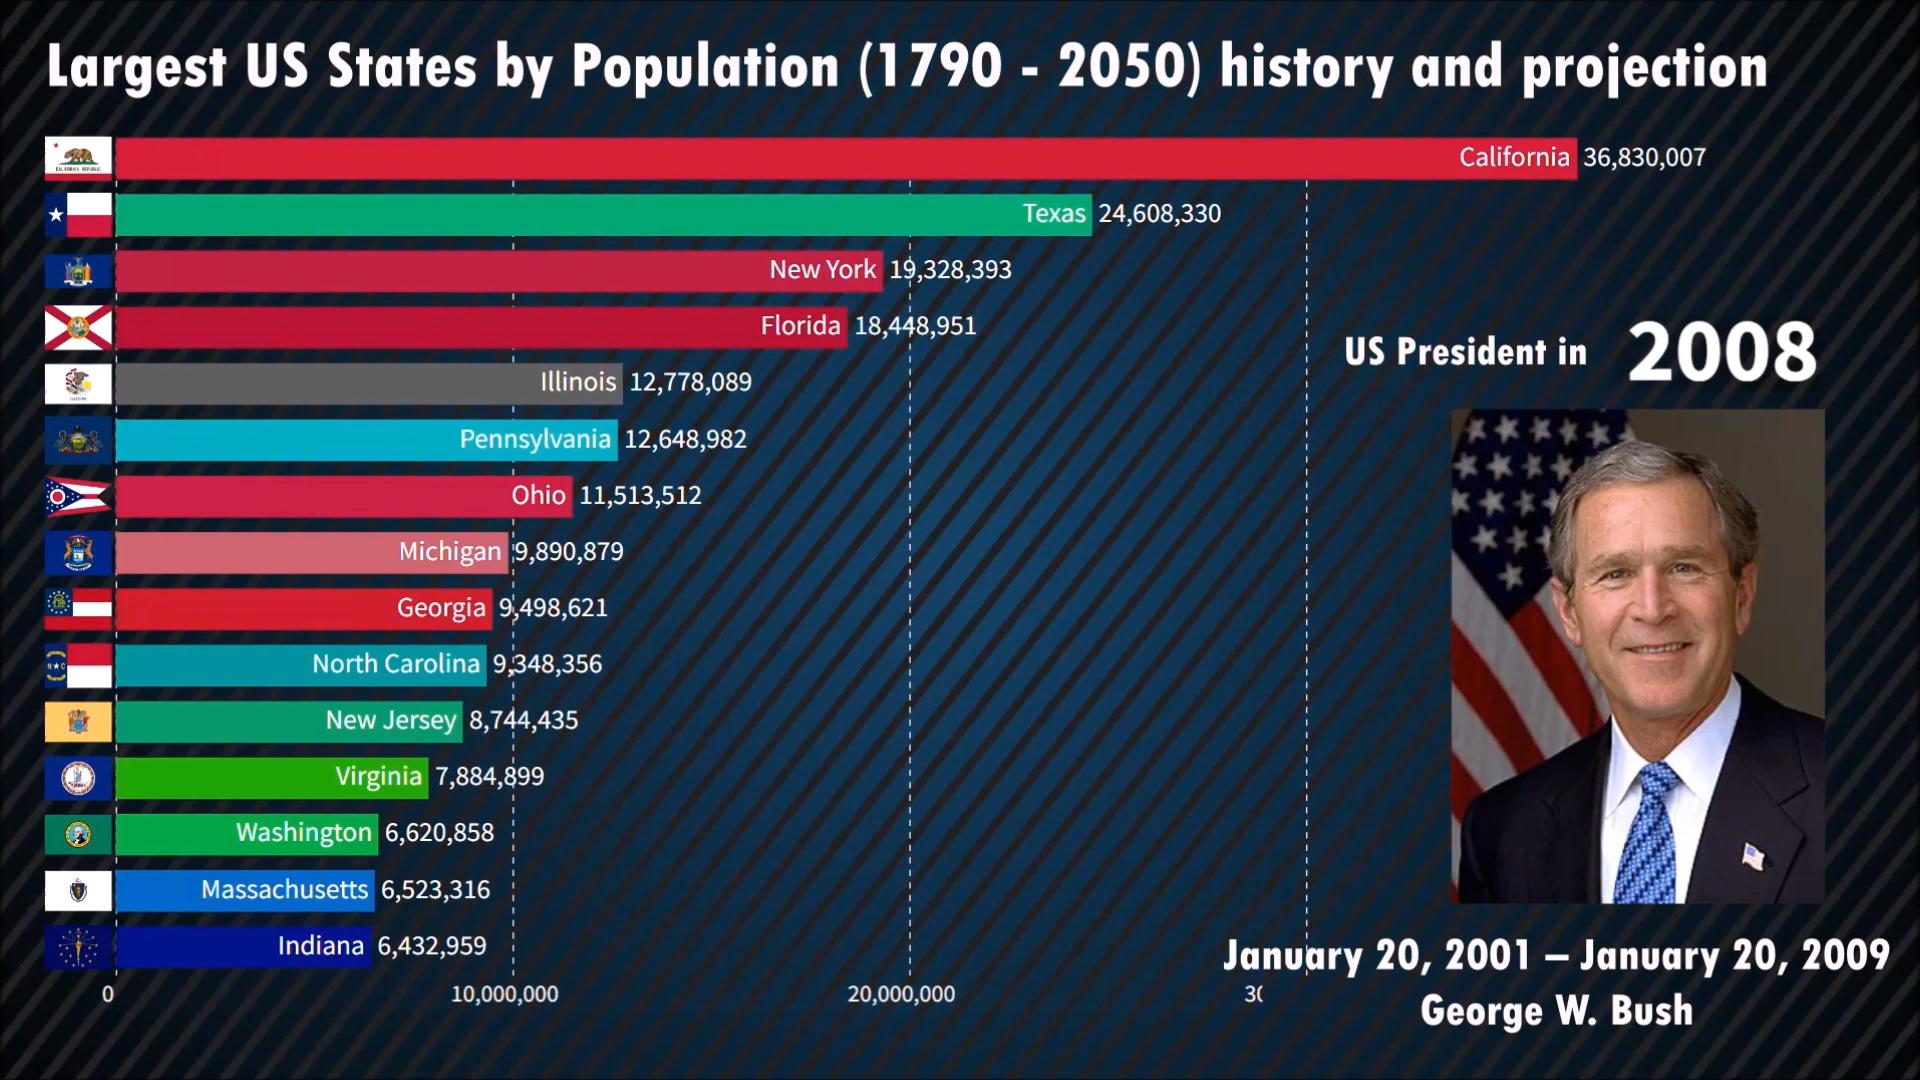 Largest US States by Population (1790 - 2050) history and projection
California 36,830,007
Texas 24,608,330
New York 19,328,393
Florida 18,448,951
Illinois 12,778,089
Pennsylvania 12,648,982
Ohio 11,513,512
Michigan 9,890,879
Georgia 9,498,621
North Carolina 9,348,356
New Jersey 8,744,435
Virginia 7,884,899
Washington 6,620,858
Massachusetts 6,523,316
Indiana 6,432,959
0 10,000,000 20,000,000 30
US President in 2008
January 20, 2001 – January 20, 2009
George W. Bush